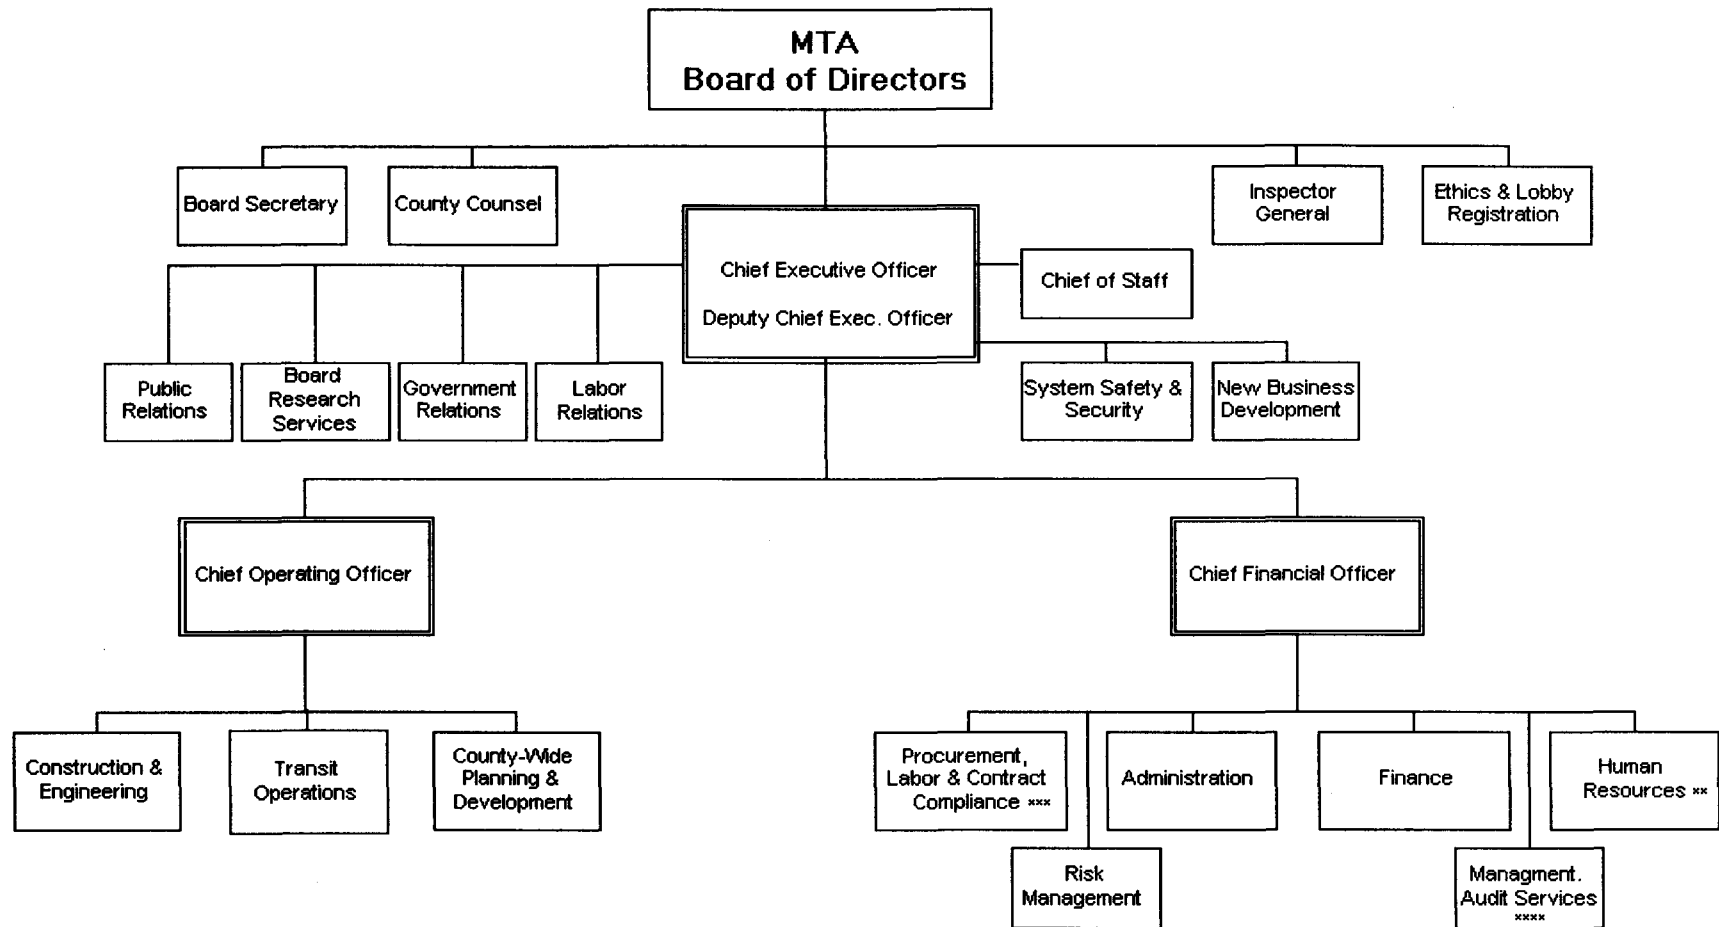 MTA
Board of Directors
Board Secretary
County Counsel
Inspector
General
Ethics & Lobby
Registration
Chief Executive Officer
Deputy Chief Exec. Officer
Chief of Staff
Public
Relations
Board
Research
Services
Government
Relations
Labor
Relations
System Safety &
Security
New Business
Development
Chief Operating Officer
Chief Financial Officer
Construction &
Engineering
Transit
Operations
County-Wide
Planning &
Development
Procurement,
Labor & Contract
Compliance ***
Administration
Finance
Human
Resources **
Risk
Management
Managment.
Audit Services
****